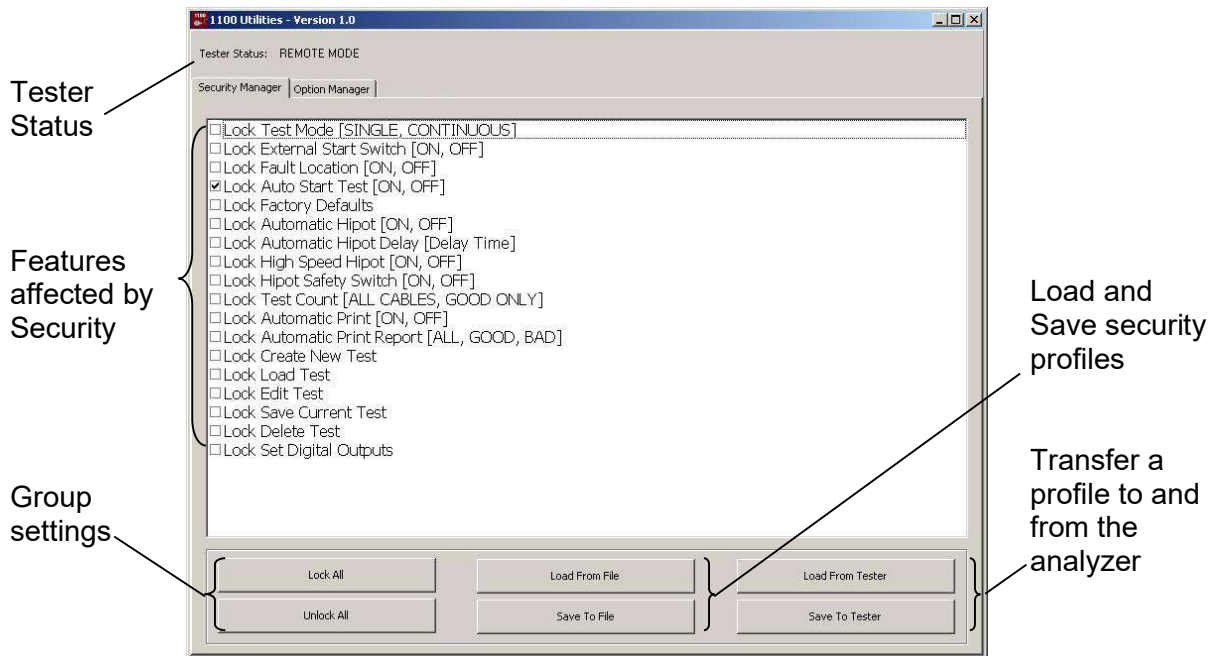 1100 Utilities - Version 1.0
Tester Status: REMOTE MODE
Security Manager
Option Manager
Lock Test Mode [SINGLE, CONTINUOUS]
Lock External Start Switch [ON, OFF]
Lock Fault Location [ON, OFF]
Lock Auto Start Test [ON, OFF]
Lock Factory Defaults
Lock Automatic Hipot [ON, OFF]
Lock Automatic Hipot Delay [Delay Time]
Lock High Speed Hipot [ON, OFF]
Lock Hipot Safety Switch [ON, OFF]
Lock Test Count [ALL CABLES, GOOD ONLY]
Lock Automatic Print [ON, OFF]
Lock Automatic Print Report [ALL, GOOD, BAD]
Lock Create New Test
Lock Load Test
Lock Edit Test
Lock Save Current Test
Lock Delete Test
Lock Set Digital Outputs
Lock All
Load From File
Load From Tester
Unlock All
Save To File
Save To Tester
Tester
Status
Features
affected by
Security
Group
settings
Load and
Save security
profiles
Transfer a
profile to and
from the
analyzer